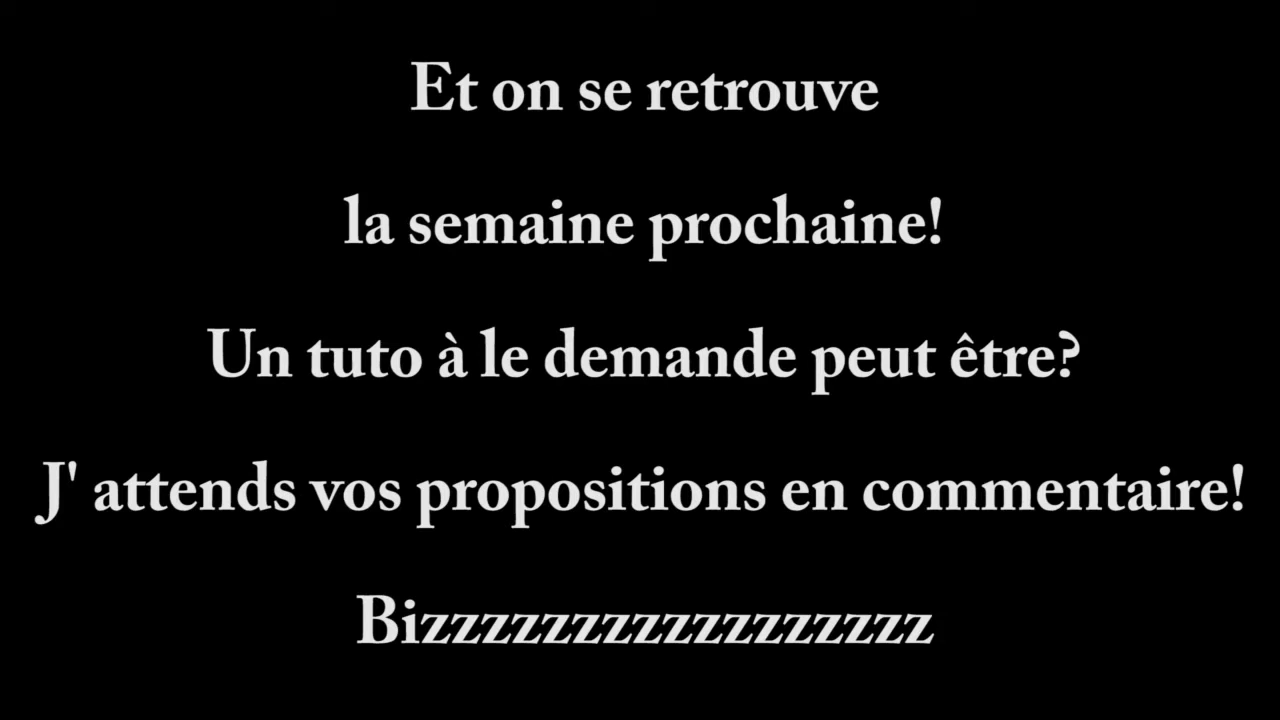 Et on se retrouve
la semaine prochaine!
Un tuto à le demande peut être?
J' attends vos propositions en commentaire!
Bizzzzzzzzzzzzzzzzz